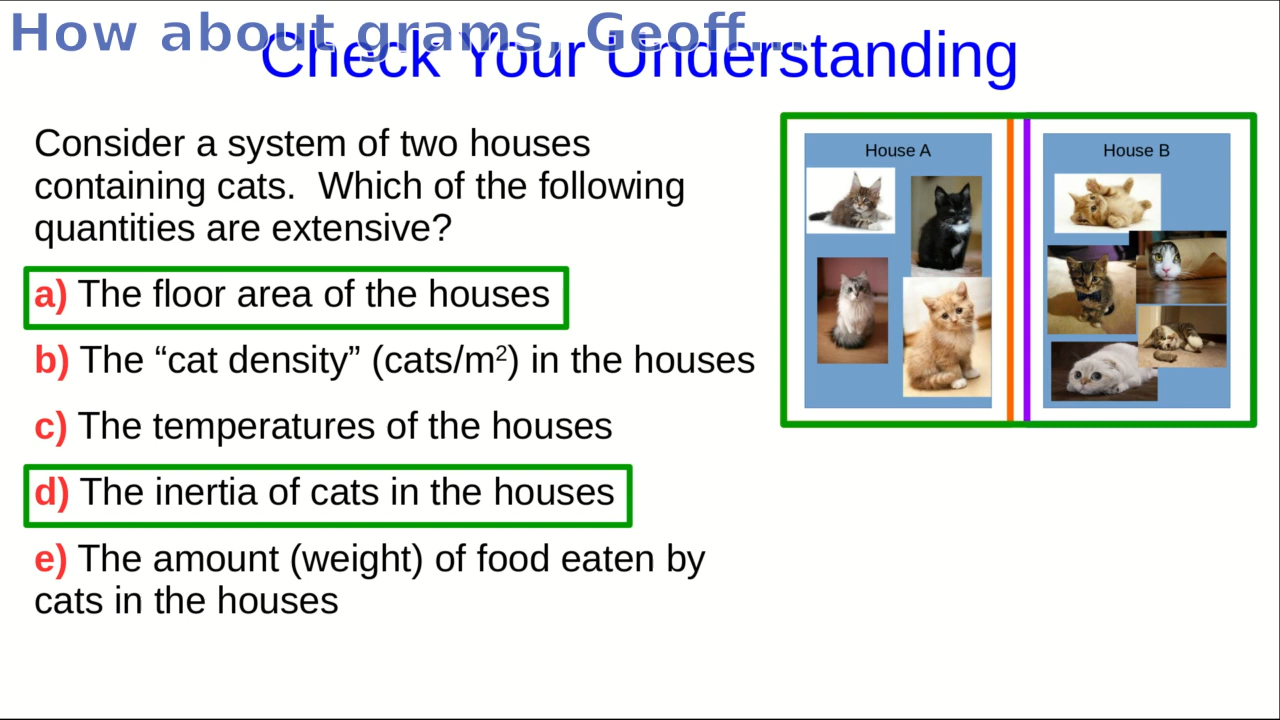 How about grams, Geoff...
Check Your Understanding
Consider a system of two houses
containing cats.  Which of the following
quantities are extensive?
a) The floor area of the houses
b) The “cat density” (cats/m²) in the houses
c) The temperatures of the houses
d) The inertia of cats in the houses
e) The amount (weight) of food eaten by
cats in the houses
House A
House B